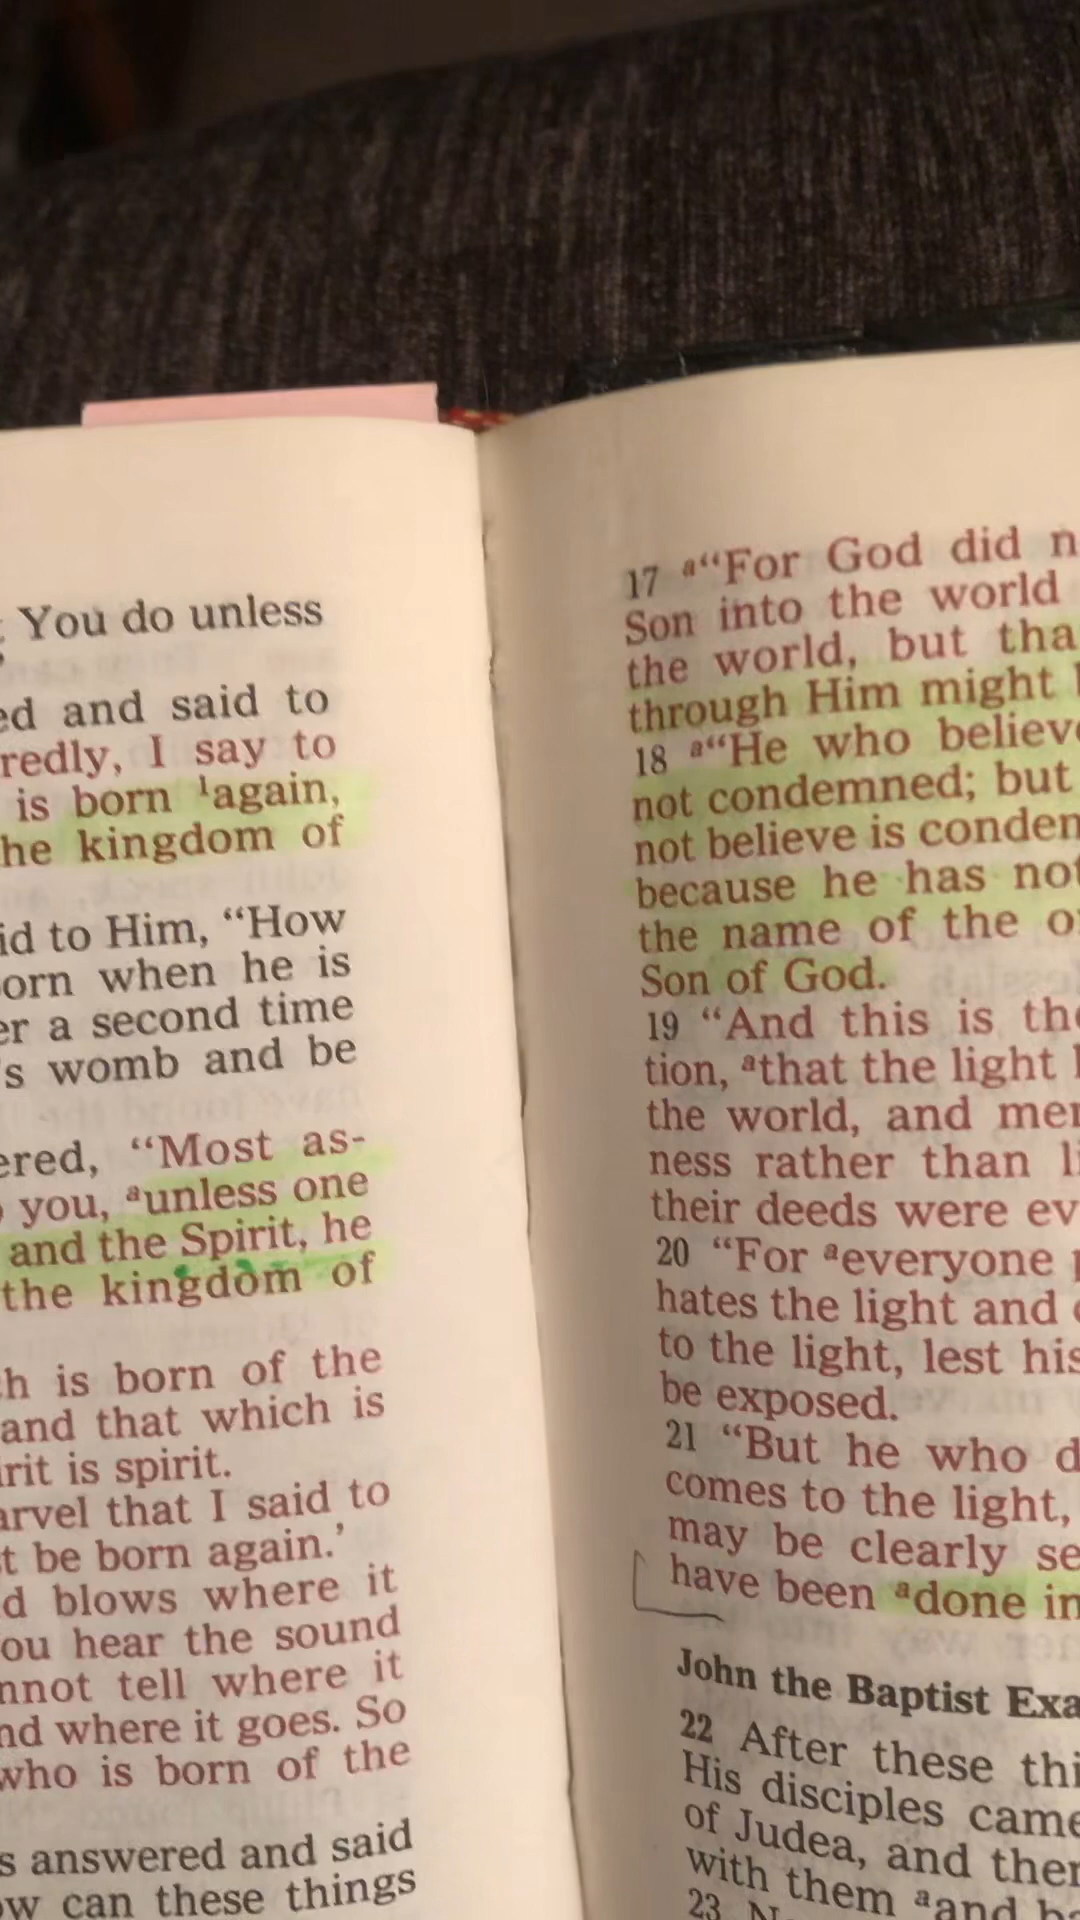 You do unless
ed and said to
redly, I say to
is born ¹again,
he kingdom of
id to Him, “How
orn when he is
er a second time
's womb and be
ered, “Most as-
you, ªunless one
and the Spirit, he
the kingdom of
h is born of the
and that which is
irit is spirit.
arvel that I said to
t be born again.’
d blows where it
ou hear the sound
nnot tell where it
nd where it goes. So
who is born of the
s answered and said
ow can these things
17 ª“For God did n
Son into the world
the world, but tha
through Him might
18 ª“He who believe
not condemned; but
not believe is conden
because he has not
the name of the o
Son of God.
19 “And this is the
tion, ªthat the light
the world, and men
ness rather than li
their deeds were ev
20 “For ªeveryone
hates the light and
to the light, lest his
be exposed.
21 “But he who d
comes to the light,
may be clearly se
have been ªdone in
John the Baptist Exa
22 After these thi
His disciples came
of Judea, and ther
with them ªand ba
23 N